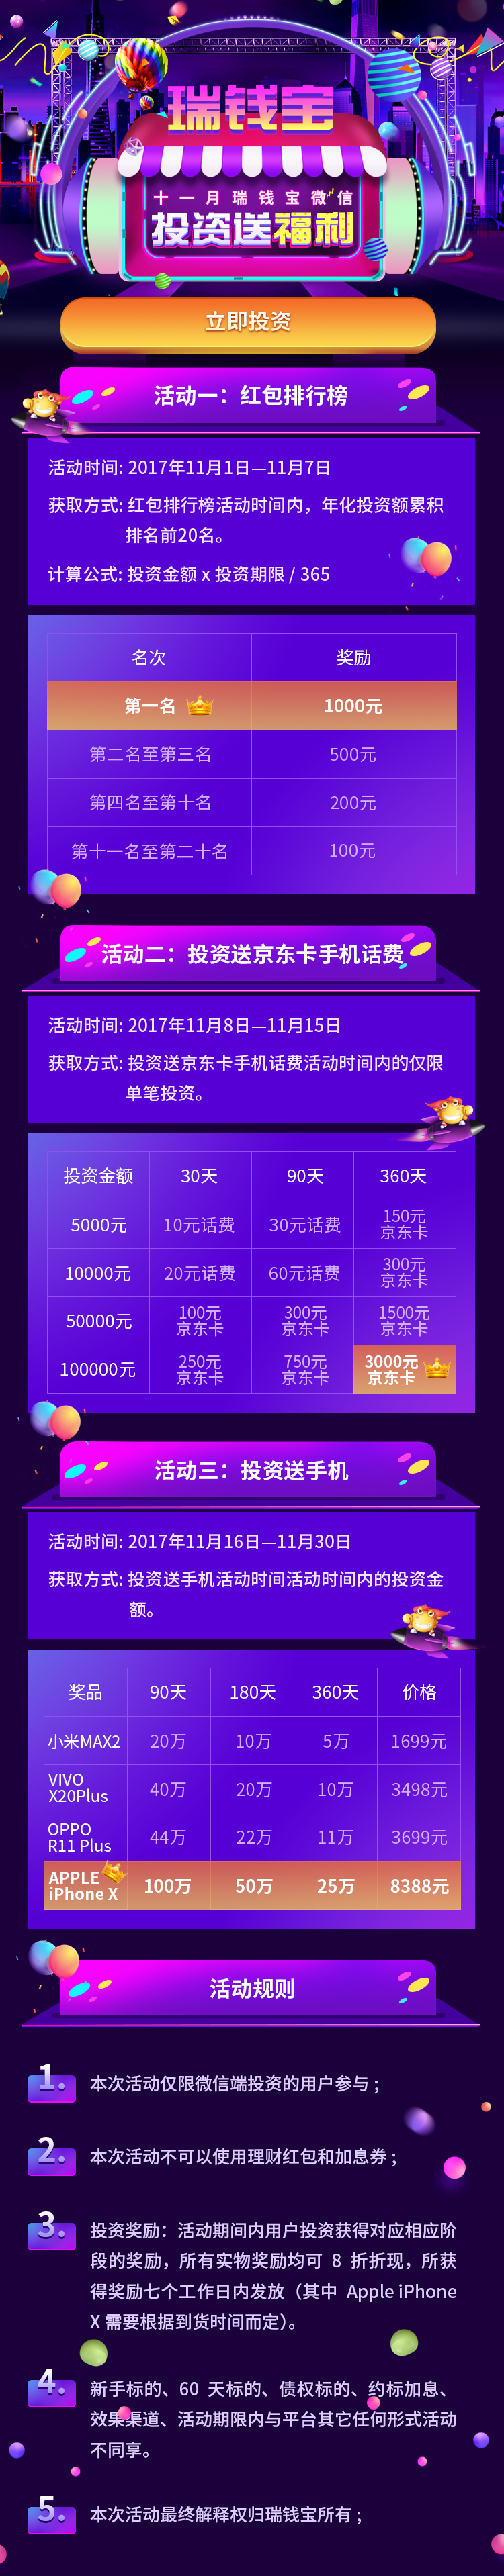 瑞钱宝
十一月瑞钱宝微信
投资送福利
立即投资
活动一：红包排行榜
活动时间: 2017年11月1日—11月7日
获取方式: 红包排行榜活动时间内，年化投资额累积
排名前20名。
计算公式: 投资金额 x 投资期限 / 365
名次 奖励
第一名 1000元
第二名至第三名 500元
第四名至第十名 200元
第十一名至第二十名 100元
活动二：投资送京东卡手机话费
活动时间: 2017年11月8日—11月15日
获取方式: 投资送京东卡手机话费活动时间内的仅限
单笔投资。
投资金额 30天 90天 360天
5000元 10元话费 30元话费 150元
京东卡
10000元 20元话费 60元话费 300元
京东卡
50000元 100元 300元 1500元
京东卡 京东卡 京东卡
100000元 250元 750元 3000元
京东卡 京东卡 京东卡
活动三：投资送手机
活动时间: 2017年11月16日—11月30日
获取方式: 投资送手机活动时间活动时间内的投资金
额。
奖品 90天 180天 360天 价格
小米MAX2 20万 10万 5万 1699元
VIVO
X20Plus 40万 20万 10万 3498元
OPPO
R11 Plus 44万 22万 11万 3699元
APPLE
iPhone X 100万 50万 25万 8388元
活动规则
1. 本次活动仅限微信端投资的用户参与；
2. 本次活动不可以使用理财红包和加息券；
3. 投资奖励：活动期间内用户投资获得对应相应阶
段的奖励，所有实物奖励均可 8 折折现，所获
得奖励七个工作日内发放（其中 Apple iPhone
X 需要根据到货时间而定）。
4. 新手标的、60 天标的、债权标的、约标加息、
效果渠道、活动期限内与平台其它任何形式活动
不同享。
5. 本次活动最终解释权归瑞钱宝所有；